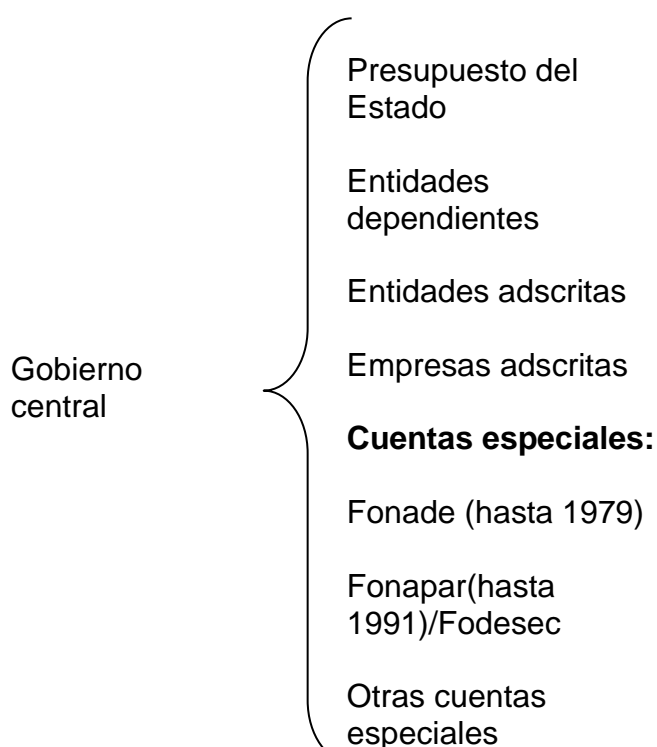 Presupuesto del
Estado
Entidades
dependientes
Entidades adscritas
Gobierno
central
Empresas adscritas
Cuentas especiales:
Fonade (hasta 1979)
Fonapar(hasta
1991)/Fodesec
Otras cuentas
especiales